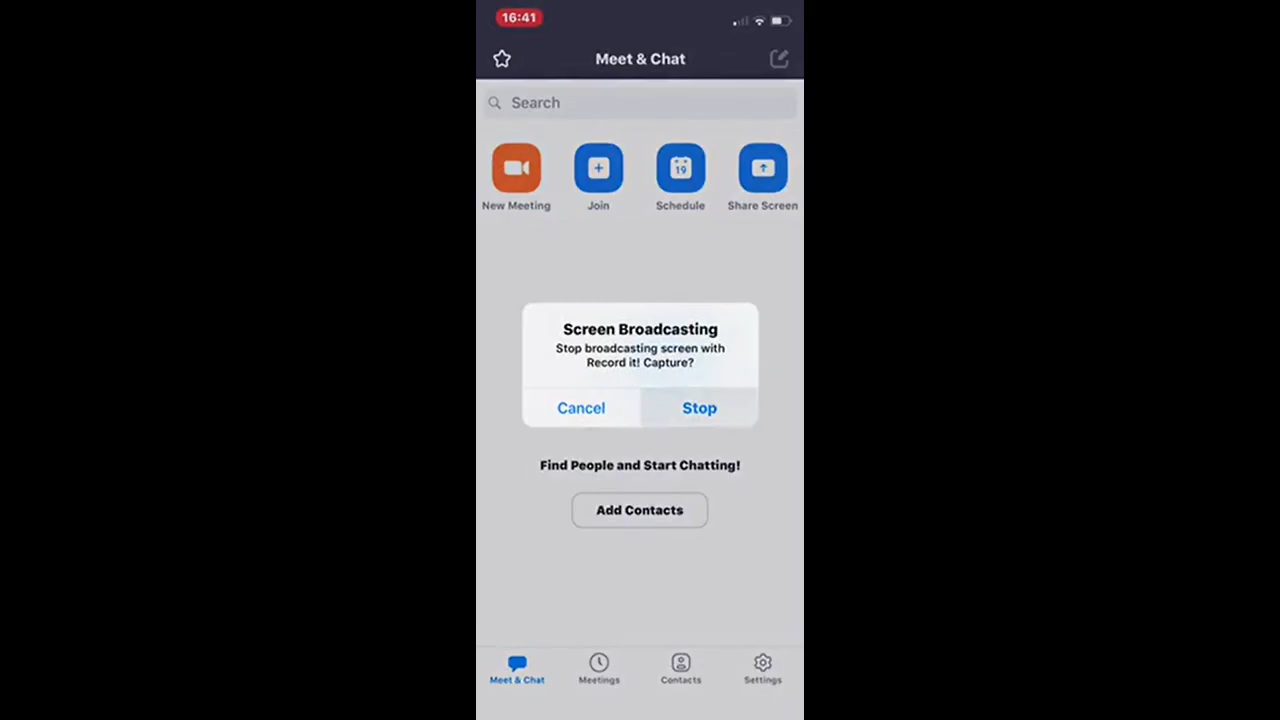 16:41
Meet & Chat
Search
19
New Meeting
Join
Schedule
Share Screen
Screen Broadcasting
Stop broadcasting screen with
Record it! Capture?
Cancel
Stop
Find People and Start Chatting!
Add Contacts
Meet & Chat
Meetings
Contacts
Settings